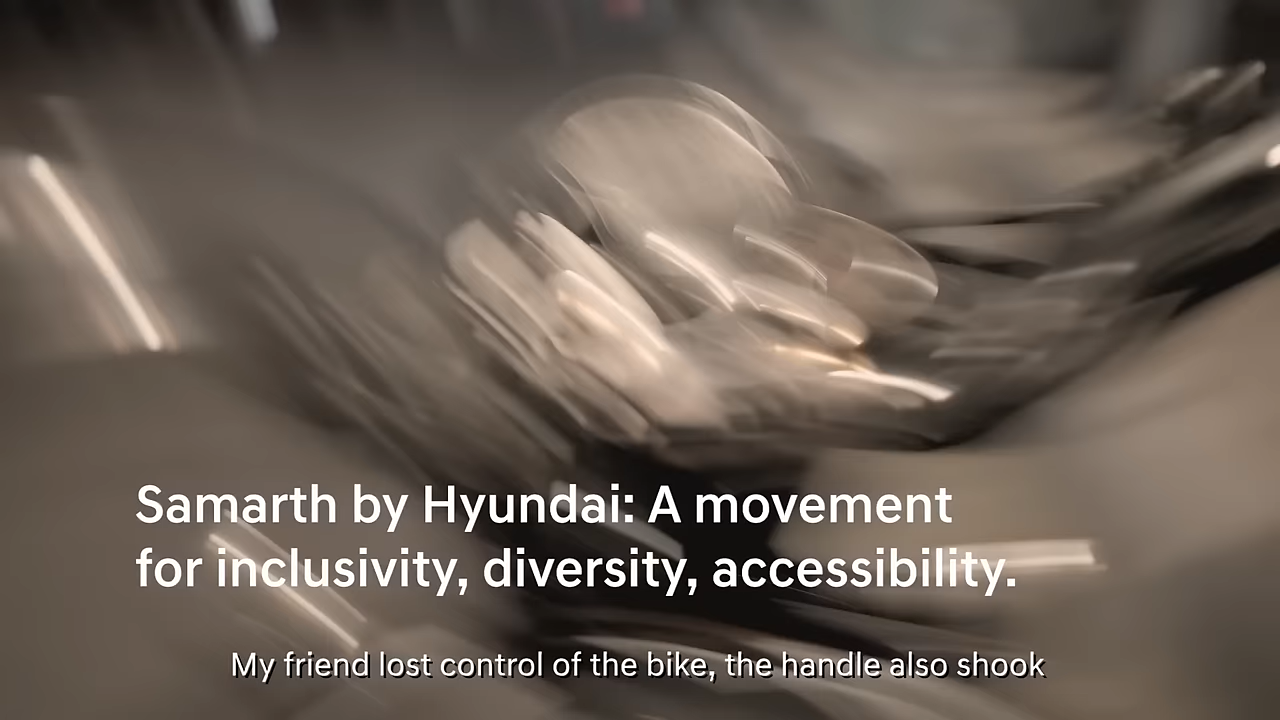 Samarth by Hyundai: A movement
for inclusivity, diversity, accessibility.
My friend lost control of the bike, the handle also shook